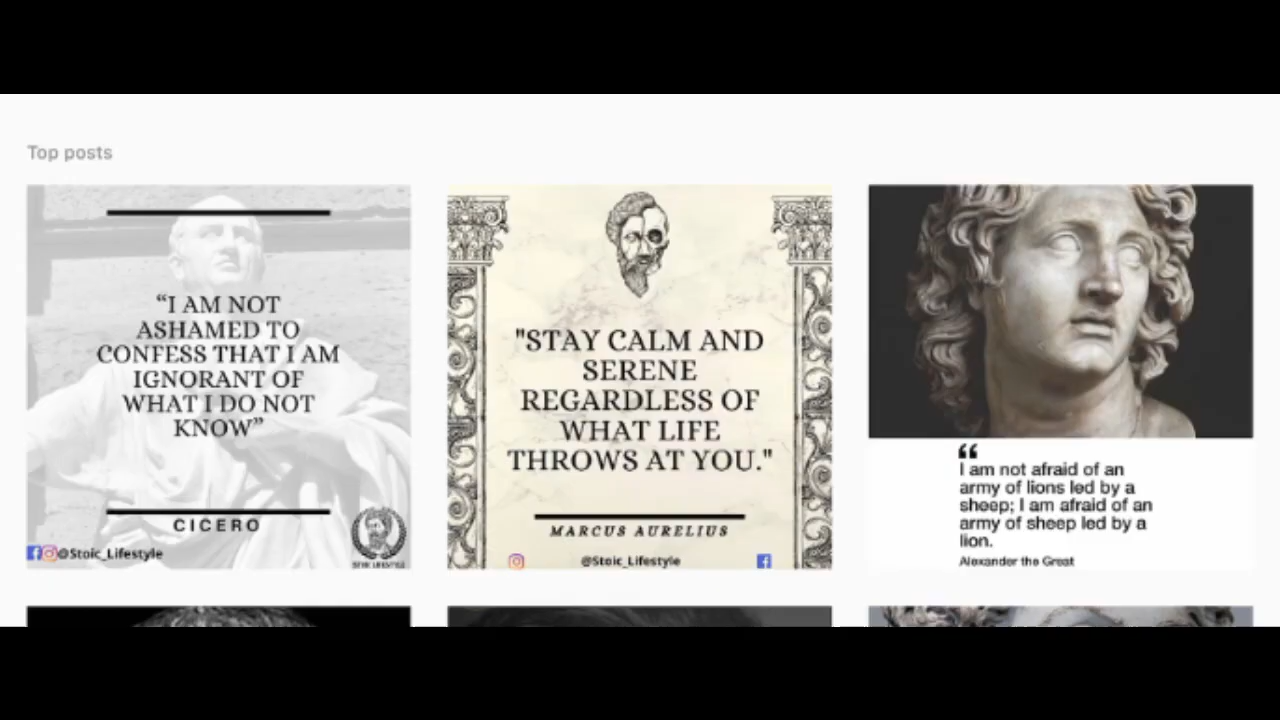 Top posts
“I AM NOT
ASHAMED TO
CONFESS THAT I AM
IGNORANT OF
WHAT I DO NOT
KNOW”
CICERO
@Stoic_Lifestyle
STOIC LIFESTYLE
"STAY CALM AND
SERENE
REGARDLESS OF
WHAT LIFE
THROWS AT YOU."
MARCUS AURELIUS
@Stoic_Lifestyle
“
I am not afraid of an
army of lions led by a
sheep; I am afraid of an
army of sheep led by a
lion.
Alexander the Great